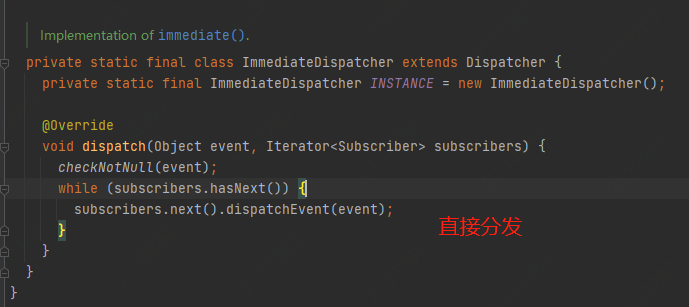 Implementation of immediate().
private static final class ImmediateDispatcher extends Dispatcher {
private static final ImmediateDispatcher INSTANCE = new ImmediateDispatcher();
@Override
void dispatch(Object event, Iterator<Subscriber> subscribers) {
checkNotNull(event);
while (subscribers.hasNext()) {
subscribers.next().dispatchEvent(event);
直接分发
}
}
}
}